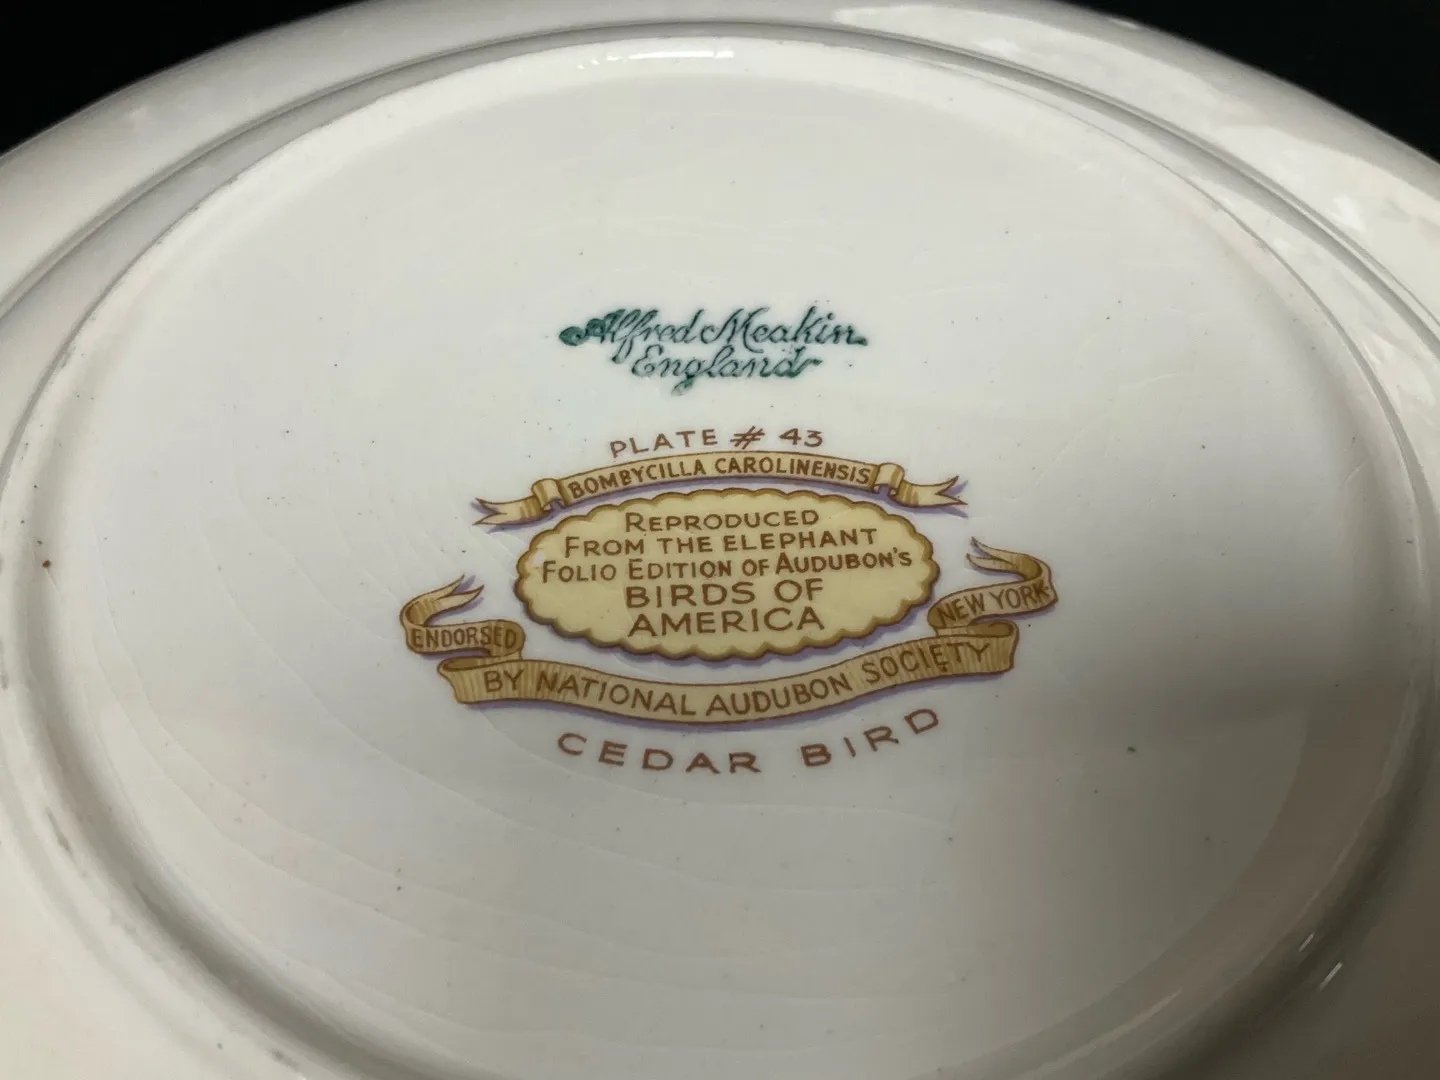 Alfred Meakin
England
PLATE # 43
BOMBYCILLA CAROLINENSIS
REPRODUCED
FROM THE ELEPHANT
FOLIO EDITION OF AUDUBON'S
BIRDS OF
AMERICA
ENDORSED
BY NATIONAL AUDUBON SOCIETY
NEW YORK
CEDAR BIRD